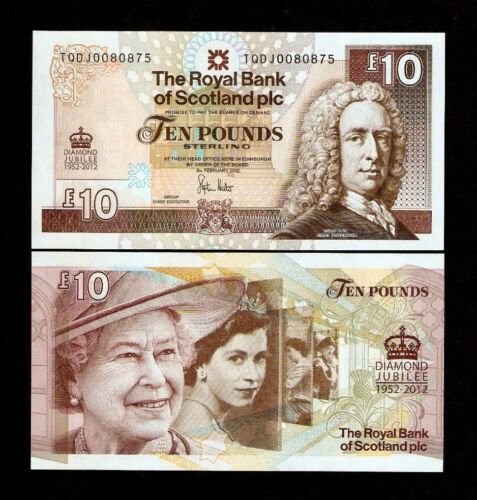 TQDJ0080875 TQDJ0080875
£10
The Royal Bank
of Scotland plc
PROMISE TO PAY THE BEARER ON DEMAND
TEN POUNDS
STERLING
AT THEIR HEAD OFFICE HERE IN EDINBURGH
BY ORDER OF THE BOARD
6th FEBRUARY 2012
DIAMOND
JUBILEE
1952-2012
GROUP
CHIEF EXECUTIVE
£10
£10
TEN POUNDS
DIAMOND
JUBILEE
1952-2012
The Royal Bank
of Scotland plc